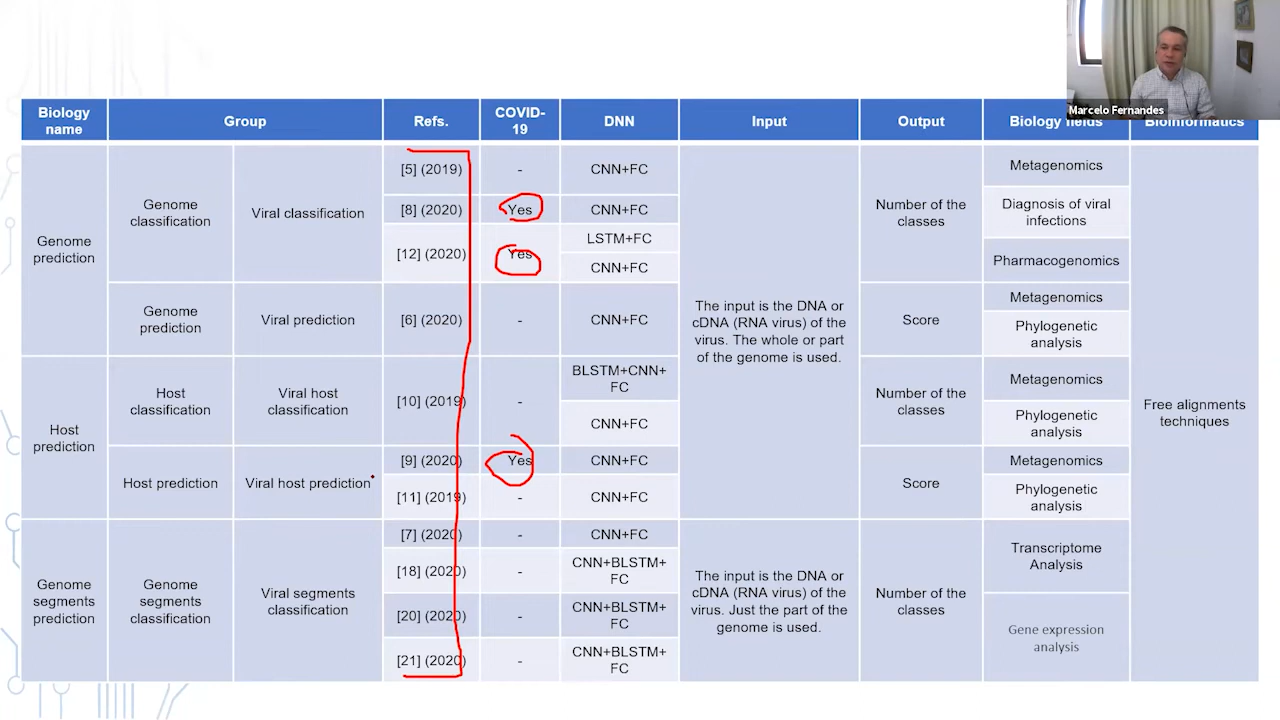 Marcelo Fernandes
Biology
name
Group
Refs.
COVID-
19
DNN
Input
Output
Biology fields
Bioinformatics
Genome
prediction
Genome
classification
Viral classification
[5] (2019)
-
CNN+FC
[8] (2020)
Yes
CNN+FC
[12] (2020)
Yes
LSTM+FC
CNN+FC
The input is the DNA or
cDNA (RNA virus) of the
virus. The whole or part
of the genome is used.
Number of the
classes
Metagenomics
Diagnosis of viral
infections
Pharmacogenomics
Free alignments
techniques
Genome
prediction
Viral prediction
[6] (2020)
-
CNN+FC
Score
Metagenomics
Phylogenetic
analysis
Host
prediction
Host
classification
Viral host
classification
[10] (2019)
-
BLSTM+CNN+
FC
CNN+FC
Number of the
classes
Metagenomics
Phylogenetic
analysis
Host prediction
Viral host prediction
[9] (2020)
Yes
CNN+FC
[11] (2019)
-
CNN+FC
Score
Metagenomics
Phylogenetic
analysis
Genome
segments
prediction
Genome
segments
classification
Viral segments
classification
[7] (2020)
-
CNN+FC
[18] (2020)
-
CNN+BLSTM+
FC
[20] (2020)
-
CNN+BLSTM+
FC
[21] (2020)
-
CNN+BLSTM+
FC
The input is the DNA or
cDNA (RNA virus) of the
virus. Just the part of the
genome is used.
Number of the
classes
Transcriptome
Analysis
Gene expression
analysis